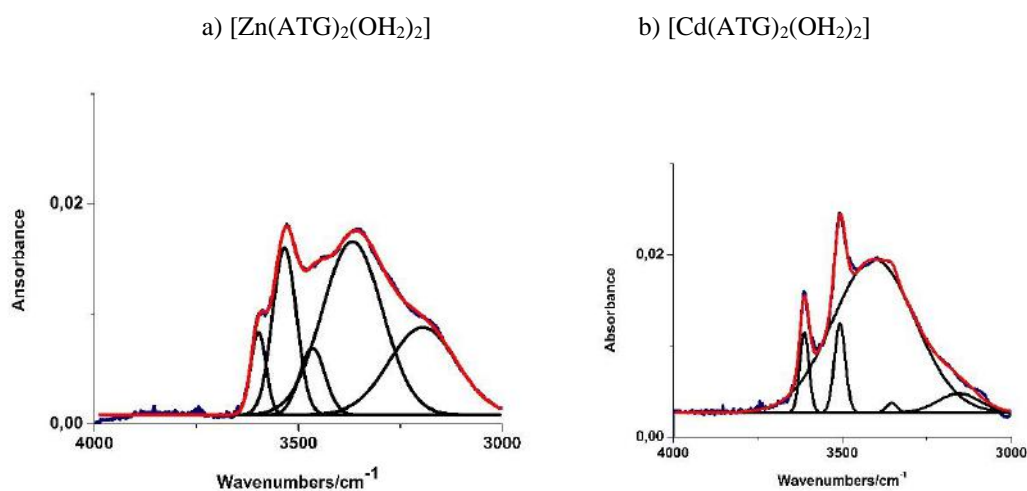 a) [Zn(ATG)₂(OH₂)₂]
b) [Cd(ATG)₂(OH₂)₂]
0,02
Ansorbance
0,00
4000 3500 3000
Wavenumbers/cm⁻¹
0,02
Absorbance
0,00
4000 3500 3000
Wavenumbers/cm⁻¹